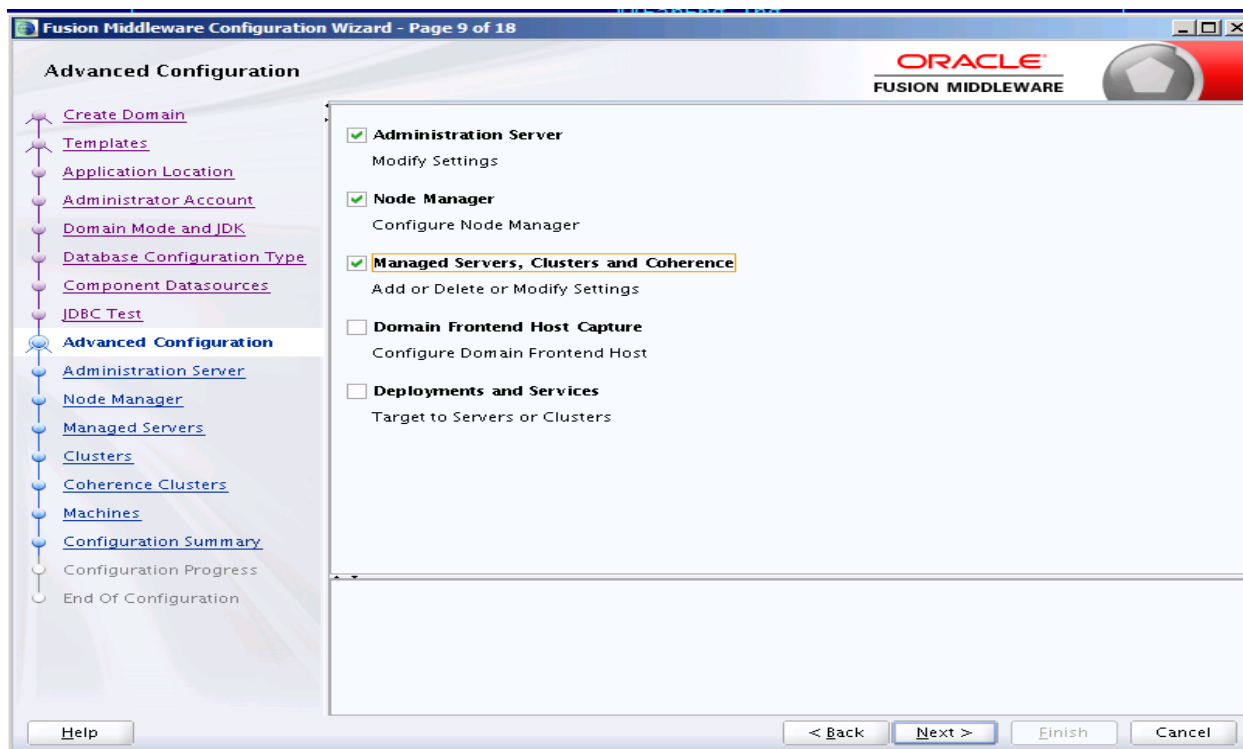 Fusion Middleware Configuration Wizard - Page 9 of 18
Advanced Configuration
ORACLE
FUSION MIDDLEWARE
Create Domain
Templates
Application Location
Administrator Account
Domain Mode and JDK
Database Configuration Type
Component Datasources
JDBC Test
Advanced Configuration
Administration Server
Node Manager
Managed Servers
Clusters
Coherence Clusters
Machines
Configuration Summary
Configuration Progress
End Of Configuration
Administration Server
Modify Settings
Node Manager
Configure Node Manager
Managed Servers, Clusters and Coherence
Add or Delete or Modify Settings
Domain Frontend Host Capture
Configure Domain Frontend Host
Deployments and Services
Target to Servers or Clusters
Help
< Back
Next >
Finish
Cancel